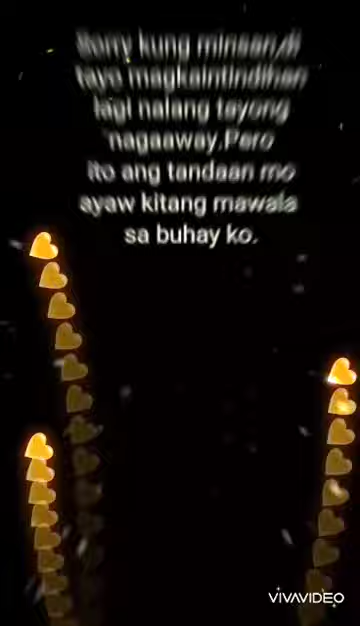 kung minsan di
tayo magkaintindihan
lagi nalang tayong
nagaaway.Pero
ito ang tandaan mo
ayaw kitang mawala
sa buhay ko.
VIVAVIDEO